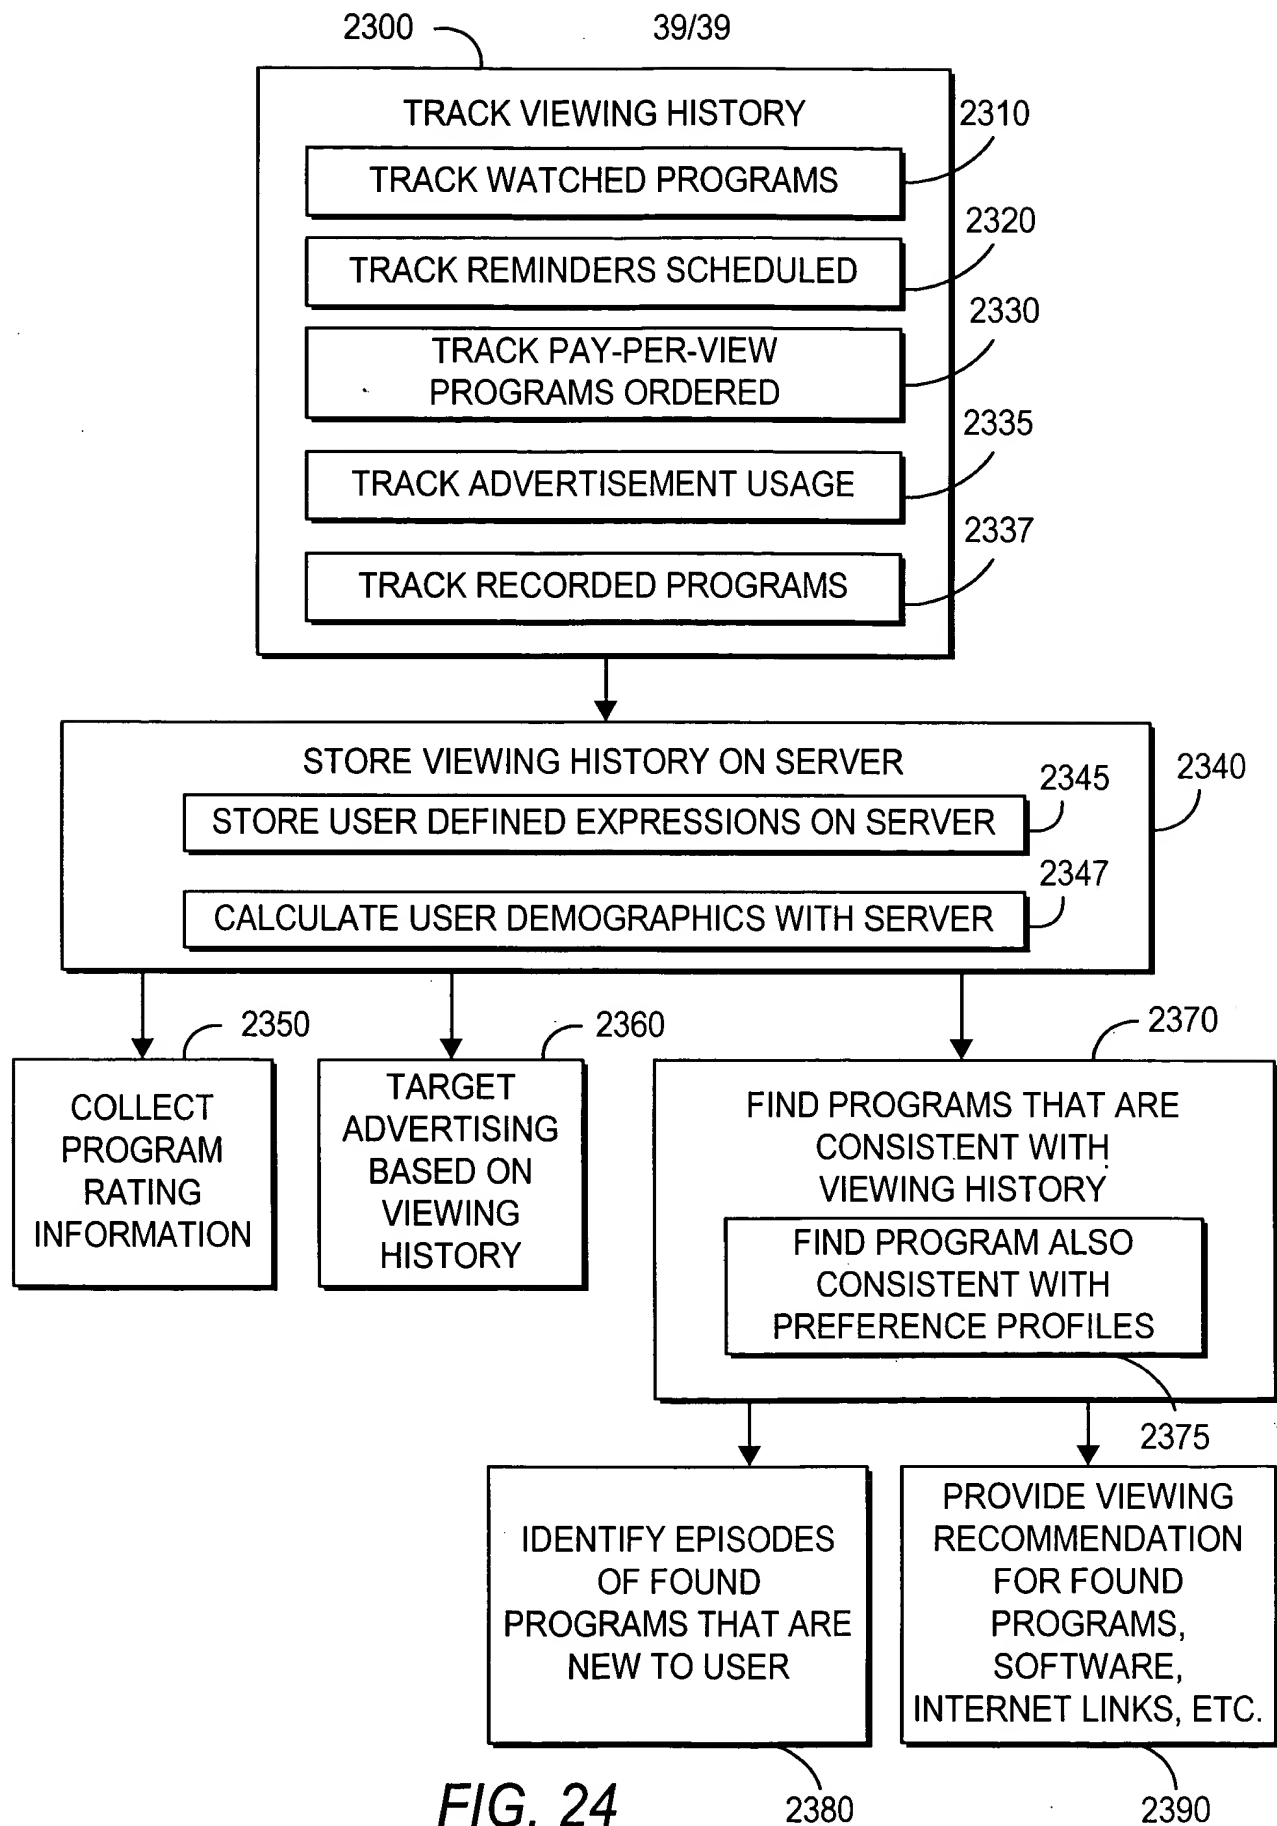 2300
39/39
TRACK VIEWING HISTORY
2310
TRACK WATCHED PROGRAMS
2320
TRACK REMINDERS SCHEDULED
2330
TRACK PAY-PER-VIEW
PROGRAMS ORDERED
2335
TRACK ADVERTISEMENT USAGE
2337
TRACK RECORDED PROGRAMS
STORE VIEWING HISTORY ON SERVER
2340
2345
STORE USER DEFINED EXPRESSIONS ON SERVER
2347
CALCULATE USER DEMOGRAPHICS WITH SERVER
2350
COLLECT
PROGRAM
RATING
INFORMATION
2360
TARGET
ADVERTISING
BASED ON
VIEWING
HISTORY
2370
FIND PROGRAMS THAT ARE
CONSISTENT WITH
VIEWING HISTORY
FIND PROGRAM ALSO
CONSISTENT WITH
PREFERENCE PROFILES
2375
IDENTIFY EPISODES
OF FOUND
PROGRAMS THAT ARE
NEW TO USER
2380
PROVIDE VIEWING
RECOMMENDATION
FOR FOUND
PROGRAMS,
SOFTWARE,
INTERNET LINKS, ETC.
2390
FIG. 24